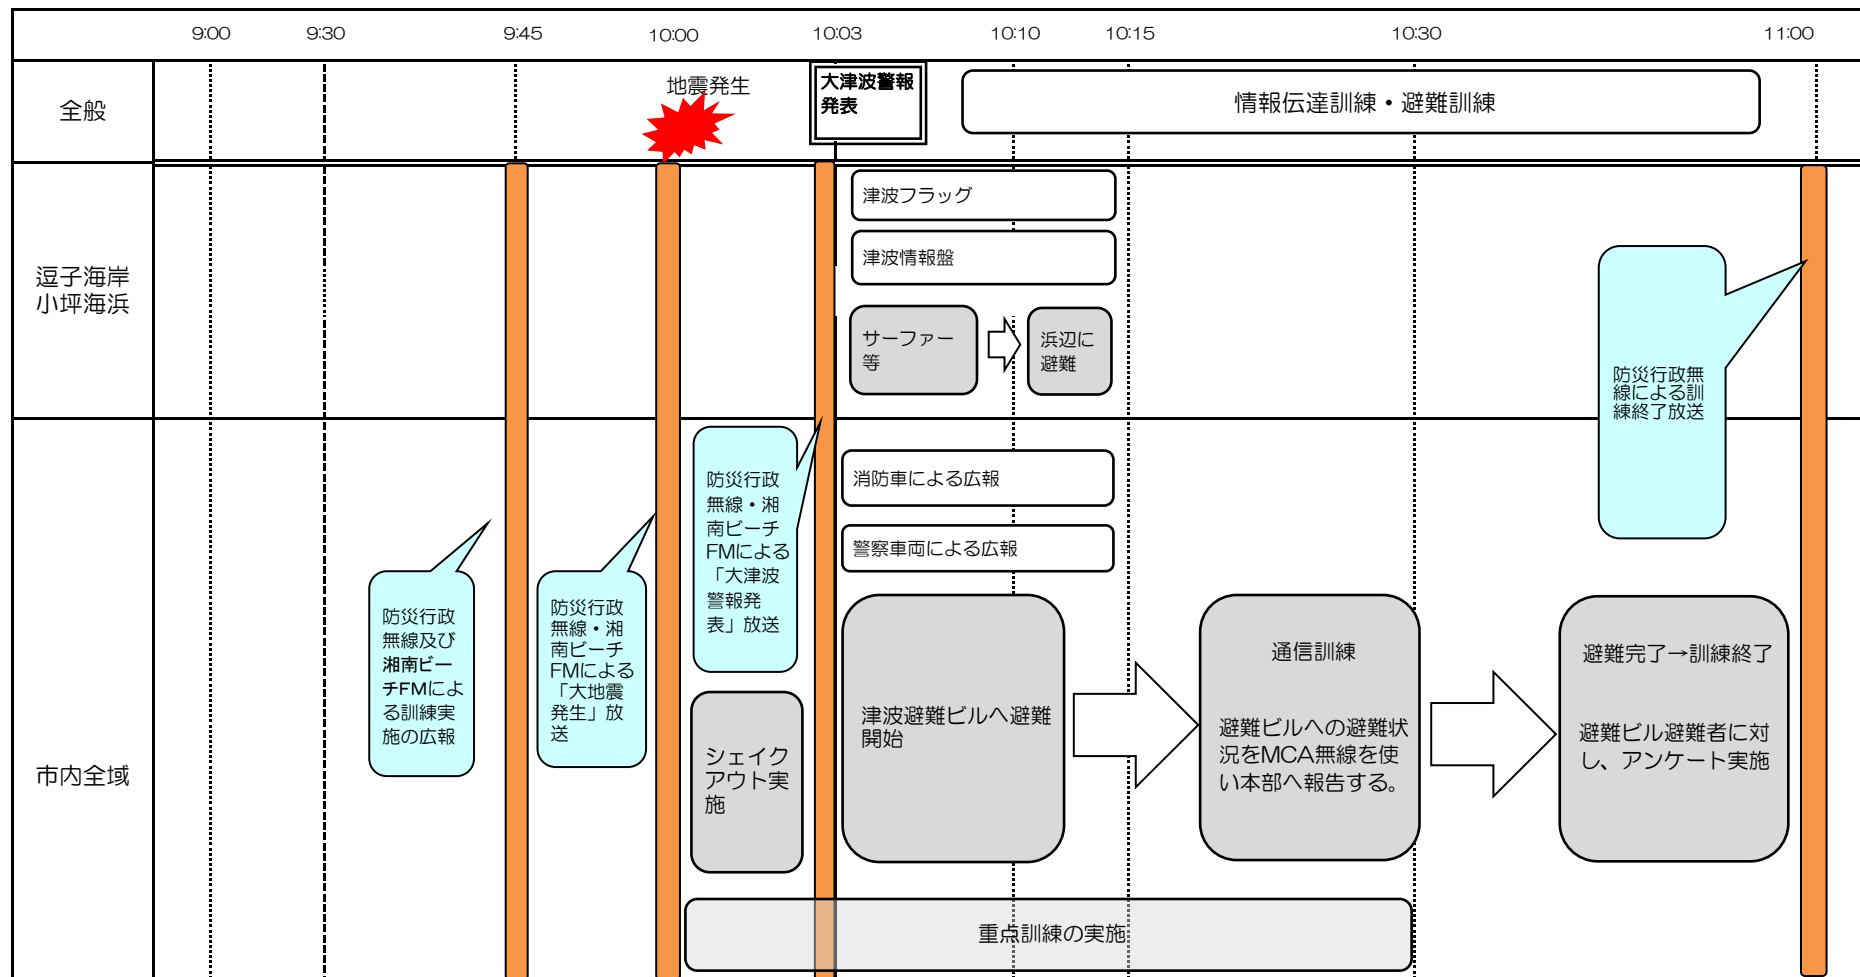 9:00
9:30
9:45
10:00
10:03
10:10
10:15
10:30
11:00
全般
地震発生
大津波警報
発表
情報伝達訓練・避難訓練
逗子海岸
小坪海浜
津波フラッグ
津波情報盤
サーファー
等
浜辺に
避難
防災行政無
線による訓
練終了放送
市内全域
防災行政
無線及び
湘南ビー
チFMによ
る訓練実
施の広報
防災行政
無線・湘
南ビーチ
FMによる
「大地震
発生」放
送
防災行政
無線・湘
南ビーチ
FMによる
「大津波
警報発
表」放送
シェイク
アウト実
施
消防車による広報
警察車両による広報
津波避難ビルへ避難
開始
通信訓練
避難ビルへの避難状
況をMCA無線を使
い本部へ報告する。
避難完了→訓練終了
避難ビル避難者に対
し、アンケート実施
重点訓練の実施